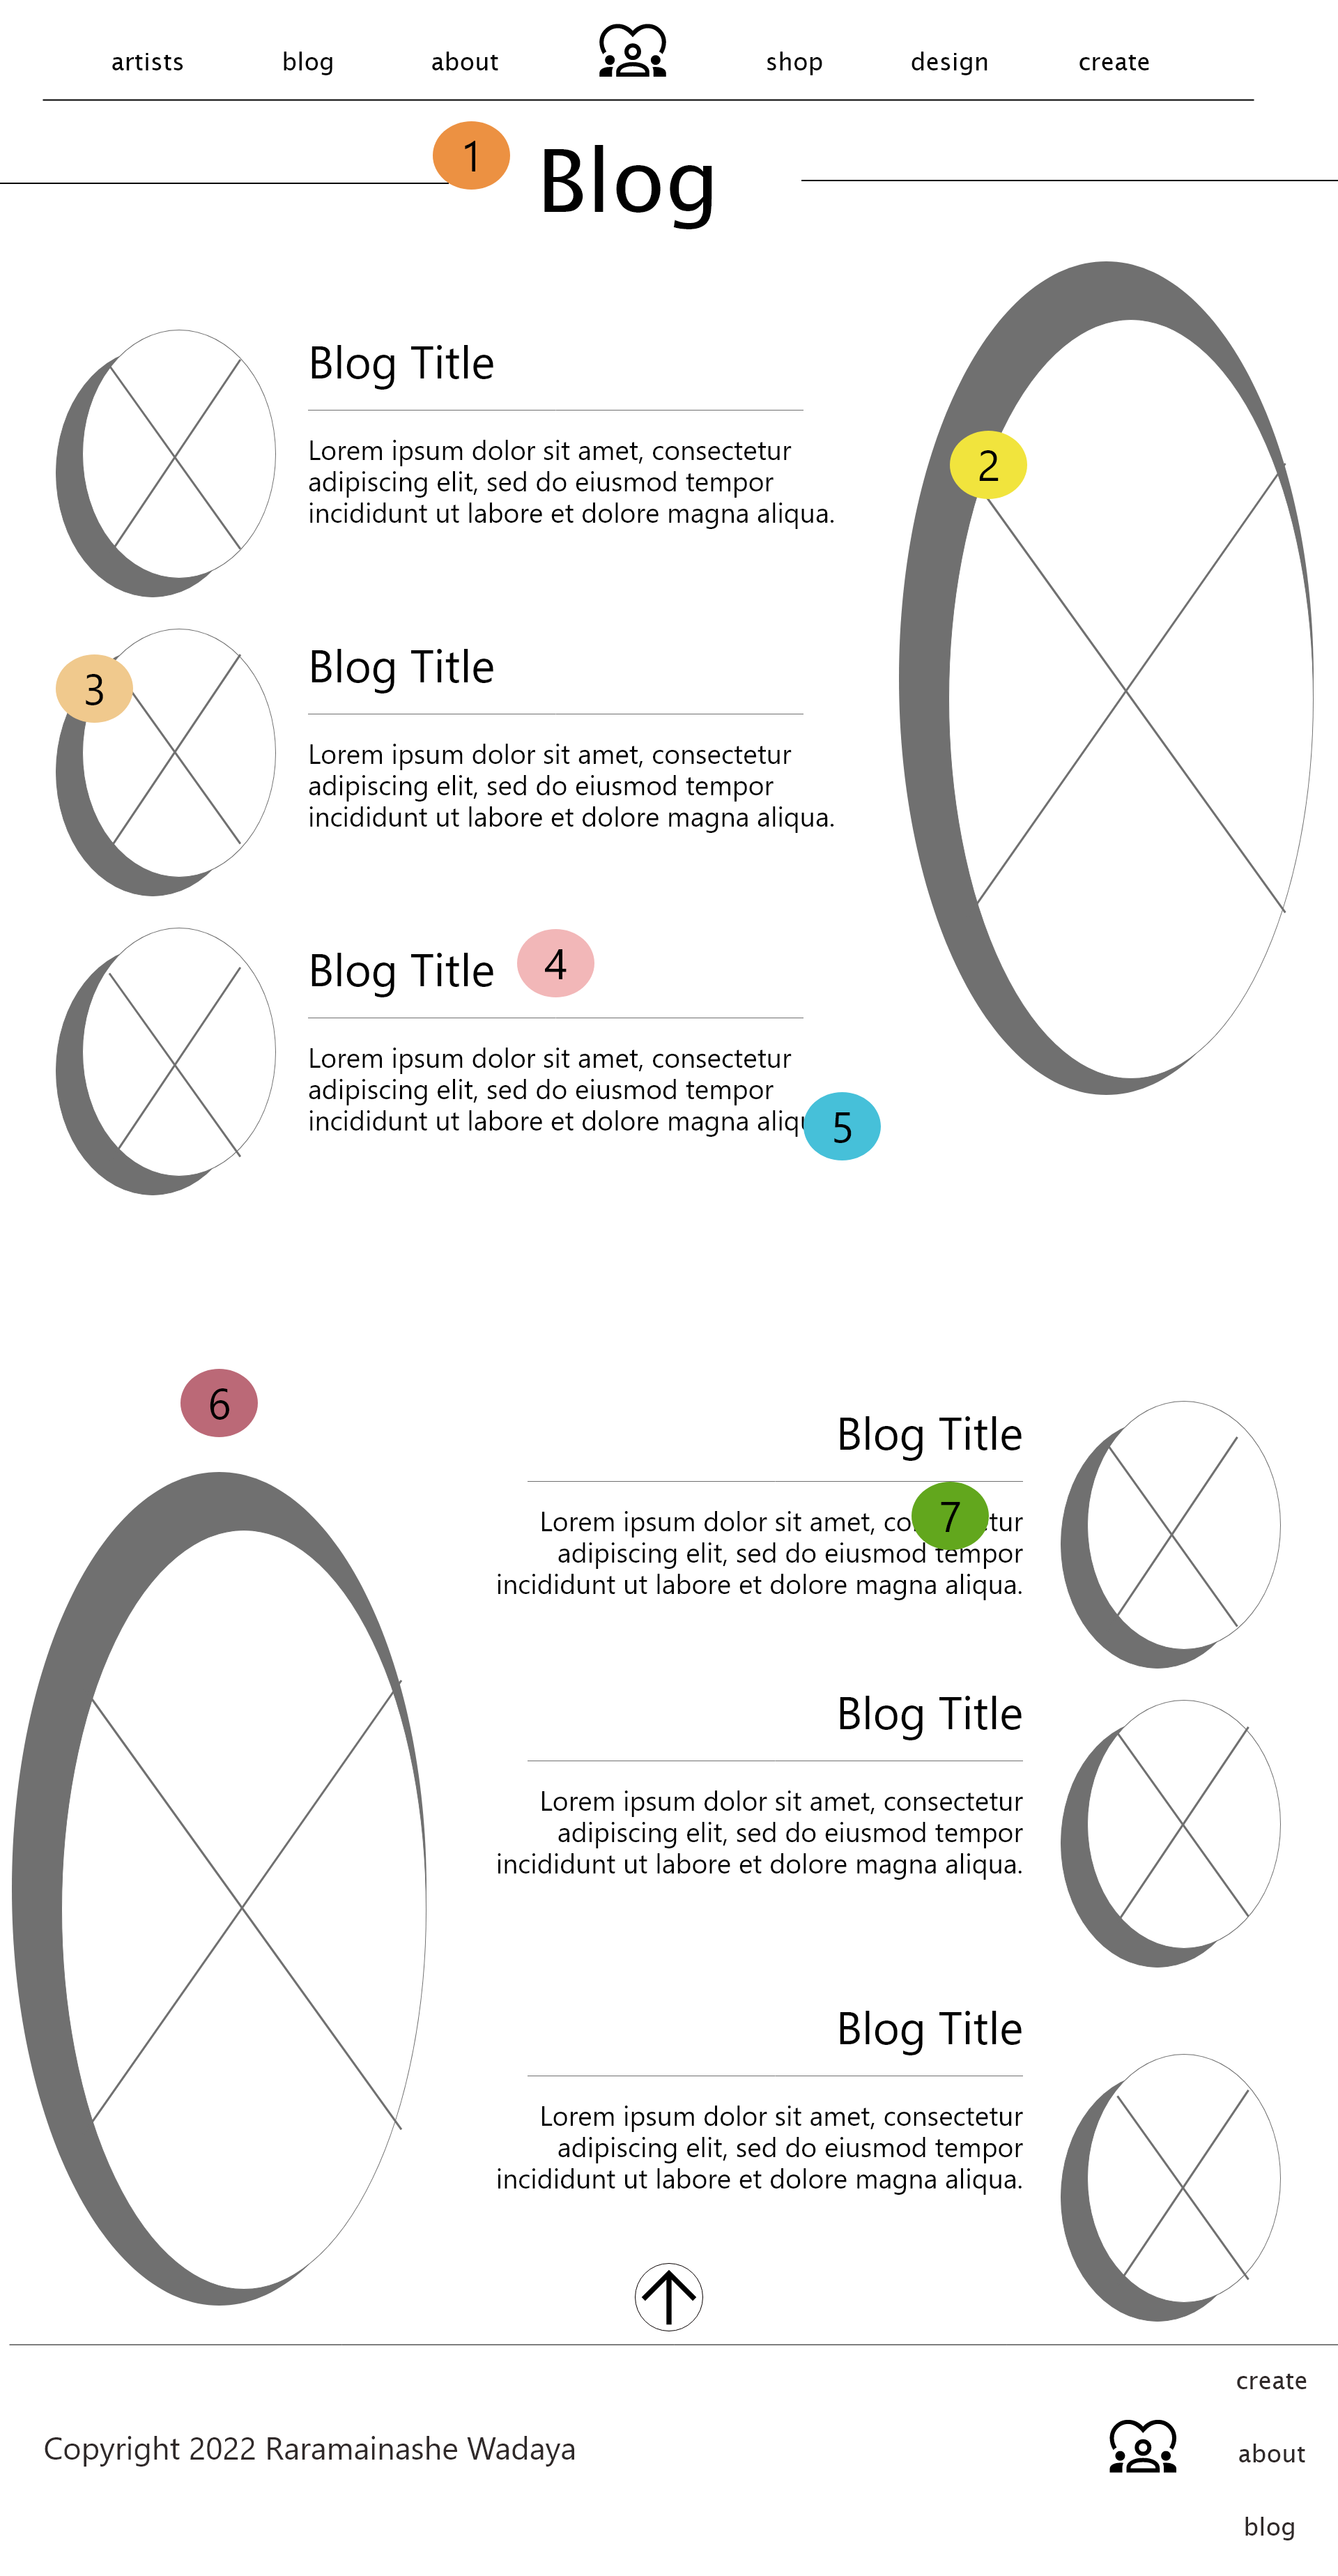 artists blog about shop design create
1
Blog
Blog Title
Lorem ipsum dolor sit amet, consectetur
adipiscing elit, sed do eiusmod tempor
incididunt ut labore et dolore magna aliqua.
2
3
Blog Title
Lorem ipsum dolor sit amet, consectetur
adipiscing elit, sed do eiusmod tempor
incididunt ut labore et dolore magna aliqua.
Blog Title
4
Lorem ipsum dolor sit amet, consectetur
adipiscing elit, sed do eiusmod tempor
incididunt ut labore et dolore magna
5
6
Blog Title
7
Lorem ipsum dolor sit amet,
adipiscing elit, sed do eiusmod tempor
incididunt ut labore et dolore magna aliqua.
Blog Title
Lorem ipsum dolor sit amet, consectetur
adipiscing elit, sed do eiusmod tempor
incididunt ut labore et dolore magna aliqua.
Blog Title
Lorem ipsum dolor sit amet, consectetur
adipiscing elit, sed do eiusmod tempor
incididunt ut labore et dolore magna aliqua.
Copyright 2022 Raramainashe Wadaya
create
about
blog